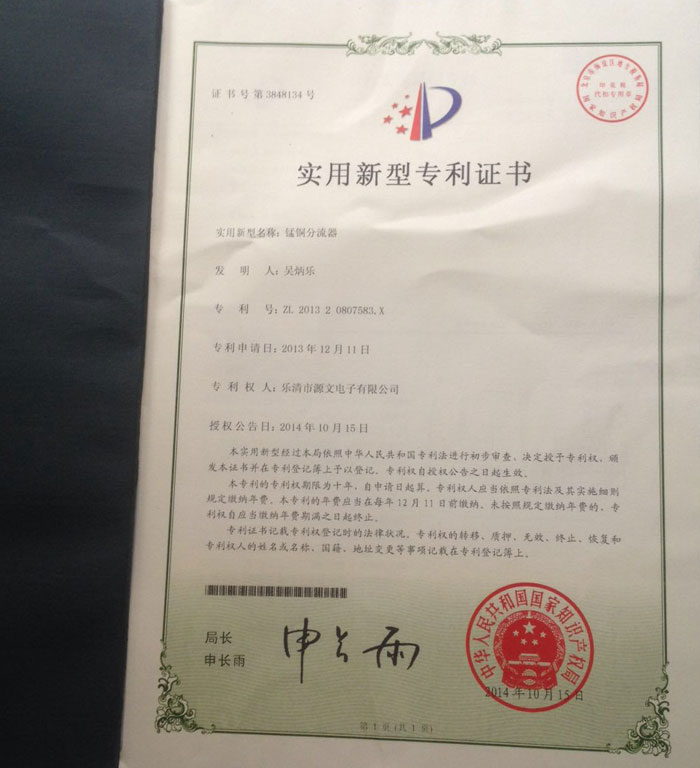 证书号第3848134号
实用新型专利证书
实用新型名称：锰铜分流器
发 明 人：吴炳乐
专 利 号：ZL 2013 2 0807583.X
专利申请日：2013年12月11日
专 利 权 人：乐清市源文电子有限公司
授权公告日：2014年10月15日
本实用新型经过本局依照中华人民共和国专利法进行初步审查，决定授予专利权，颁
发本证书并在专利登记簿上予以登记。专利权自授权公告之日起生效。
本专利的专利权期限为十年，自申请日起算。专利权人应当依照专利法及其实施细则
规定缴纳年费。本专利的年费应当在每年12月11日前缴纳。未按照规定缴纳年费的，专
利权自应当缴纳年费期满之日起终止。
专利证书记载专利权登记时的法律状况。专利权的转移、质押、无效、终止、恢复和
专利权人的姓名或名称、国籍、地址变更等事项记载在专利登记簿上。
局长
申长雨
申长雨
中华人民共和国国家知识产权局
2014年10月15日
第1页(共1页)